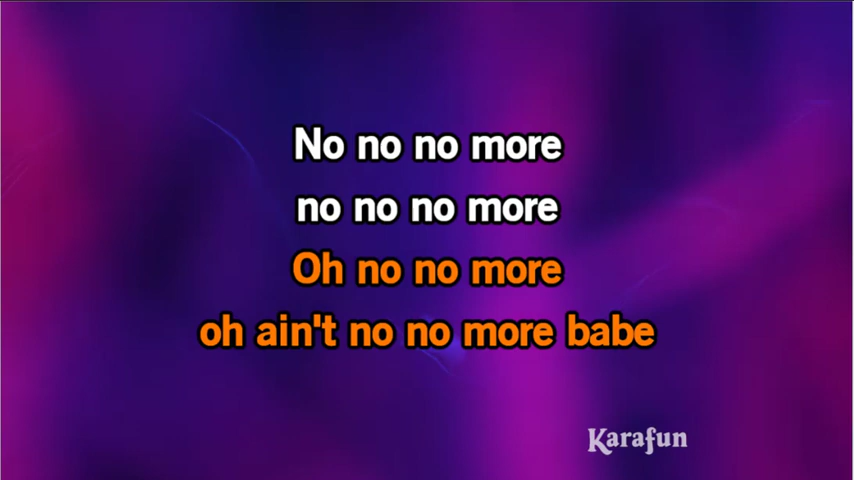 No no no more
no no no more
Oh no no more
oh ain't no no more babe
Karafun